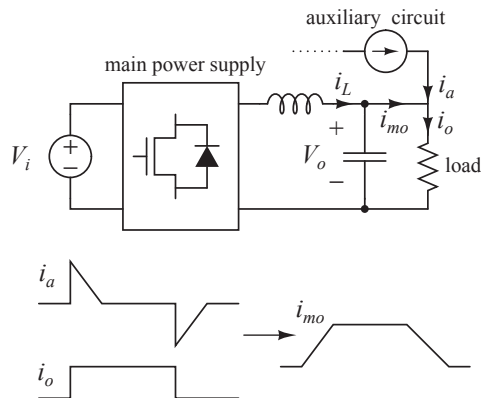 auxiliary circuit
main power supply
i_L
i_a
i_mo
i_o
+
V_o
−
load
V_i
+
−
i_a
i_mo
i_o